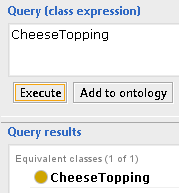 Query (class expression)
CheeseTopping
Execute Add to ontology
Query results
Equivalent classes (1 of 1)
CheeseTopping